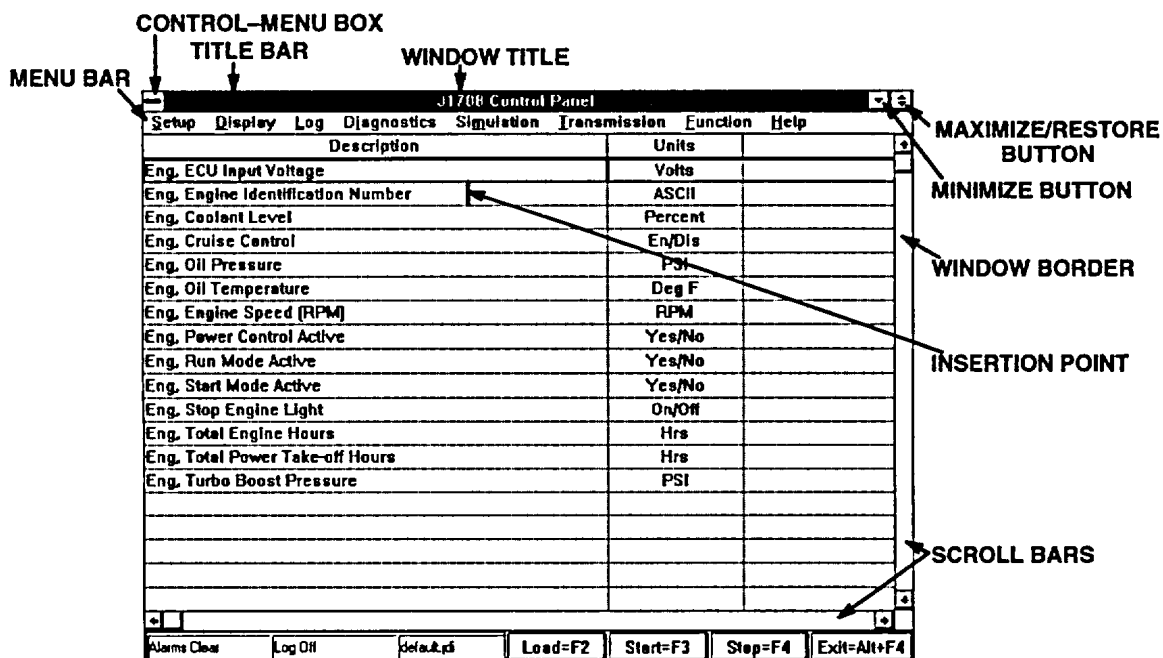 CONTROL–MENU BOX
TITLE BAR
WINDOW TITLE
MENU BAR
J1708 Control Panel
Setup Display Log Diagnostics Simulation Transmission Function Help
MAXIMIZE/RESTORE
BUTTON
Description Units
Eng, ECU Input Voltage Volts
MINIMIZE BUTTON
Eng, Engine Identification Number ASCII
Eng, Coolant Level Percent
Eng, Cruise Control En/Dis
Eng, Oil Pressure PSI
WINDOW BORDER
Eng, Oil Temperature Deg F
Eng, Engine Speed (RPM) RPM
Eng, Power Control Active Yes/No
Eng, Run Mode Active Yes/No
INSERTION POINT
Eng, Start Mode Active Yes/No
Eng, Stop Engine Light On/Off
Eng, Total Engine Hours Hrs
Eng, Total Power Take-off Hours Hrs
Eng, Turbo Boost Pressure PSI
SCROLL BARS
Alarms Clear Log Off default.pdi Load=F2 Start=F3 Stop=F4 Exit=Alt+F4